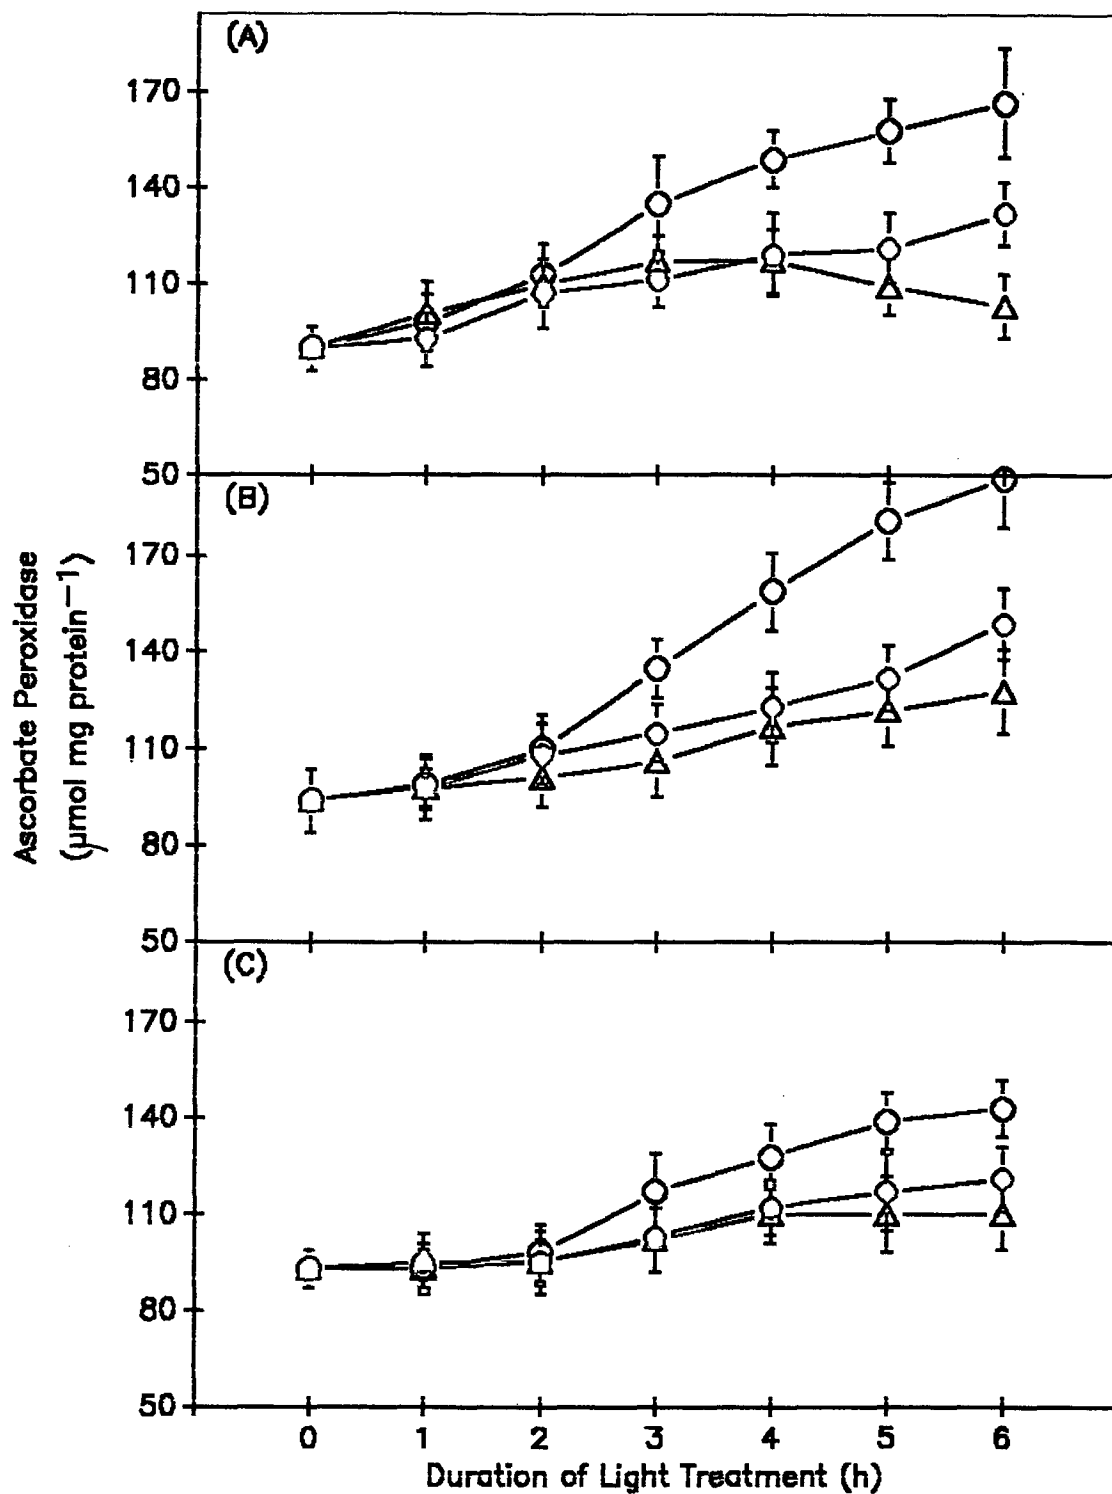 (A)
170
140
110
80
50
(B)
170
140
110
80
50
(C)
170
140
110
80
50
0 1 2 3 4 5 6
Duration of Light Treatment (h)
Ascorbate Peroxidase
(μmol mg protein⁻¹)